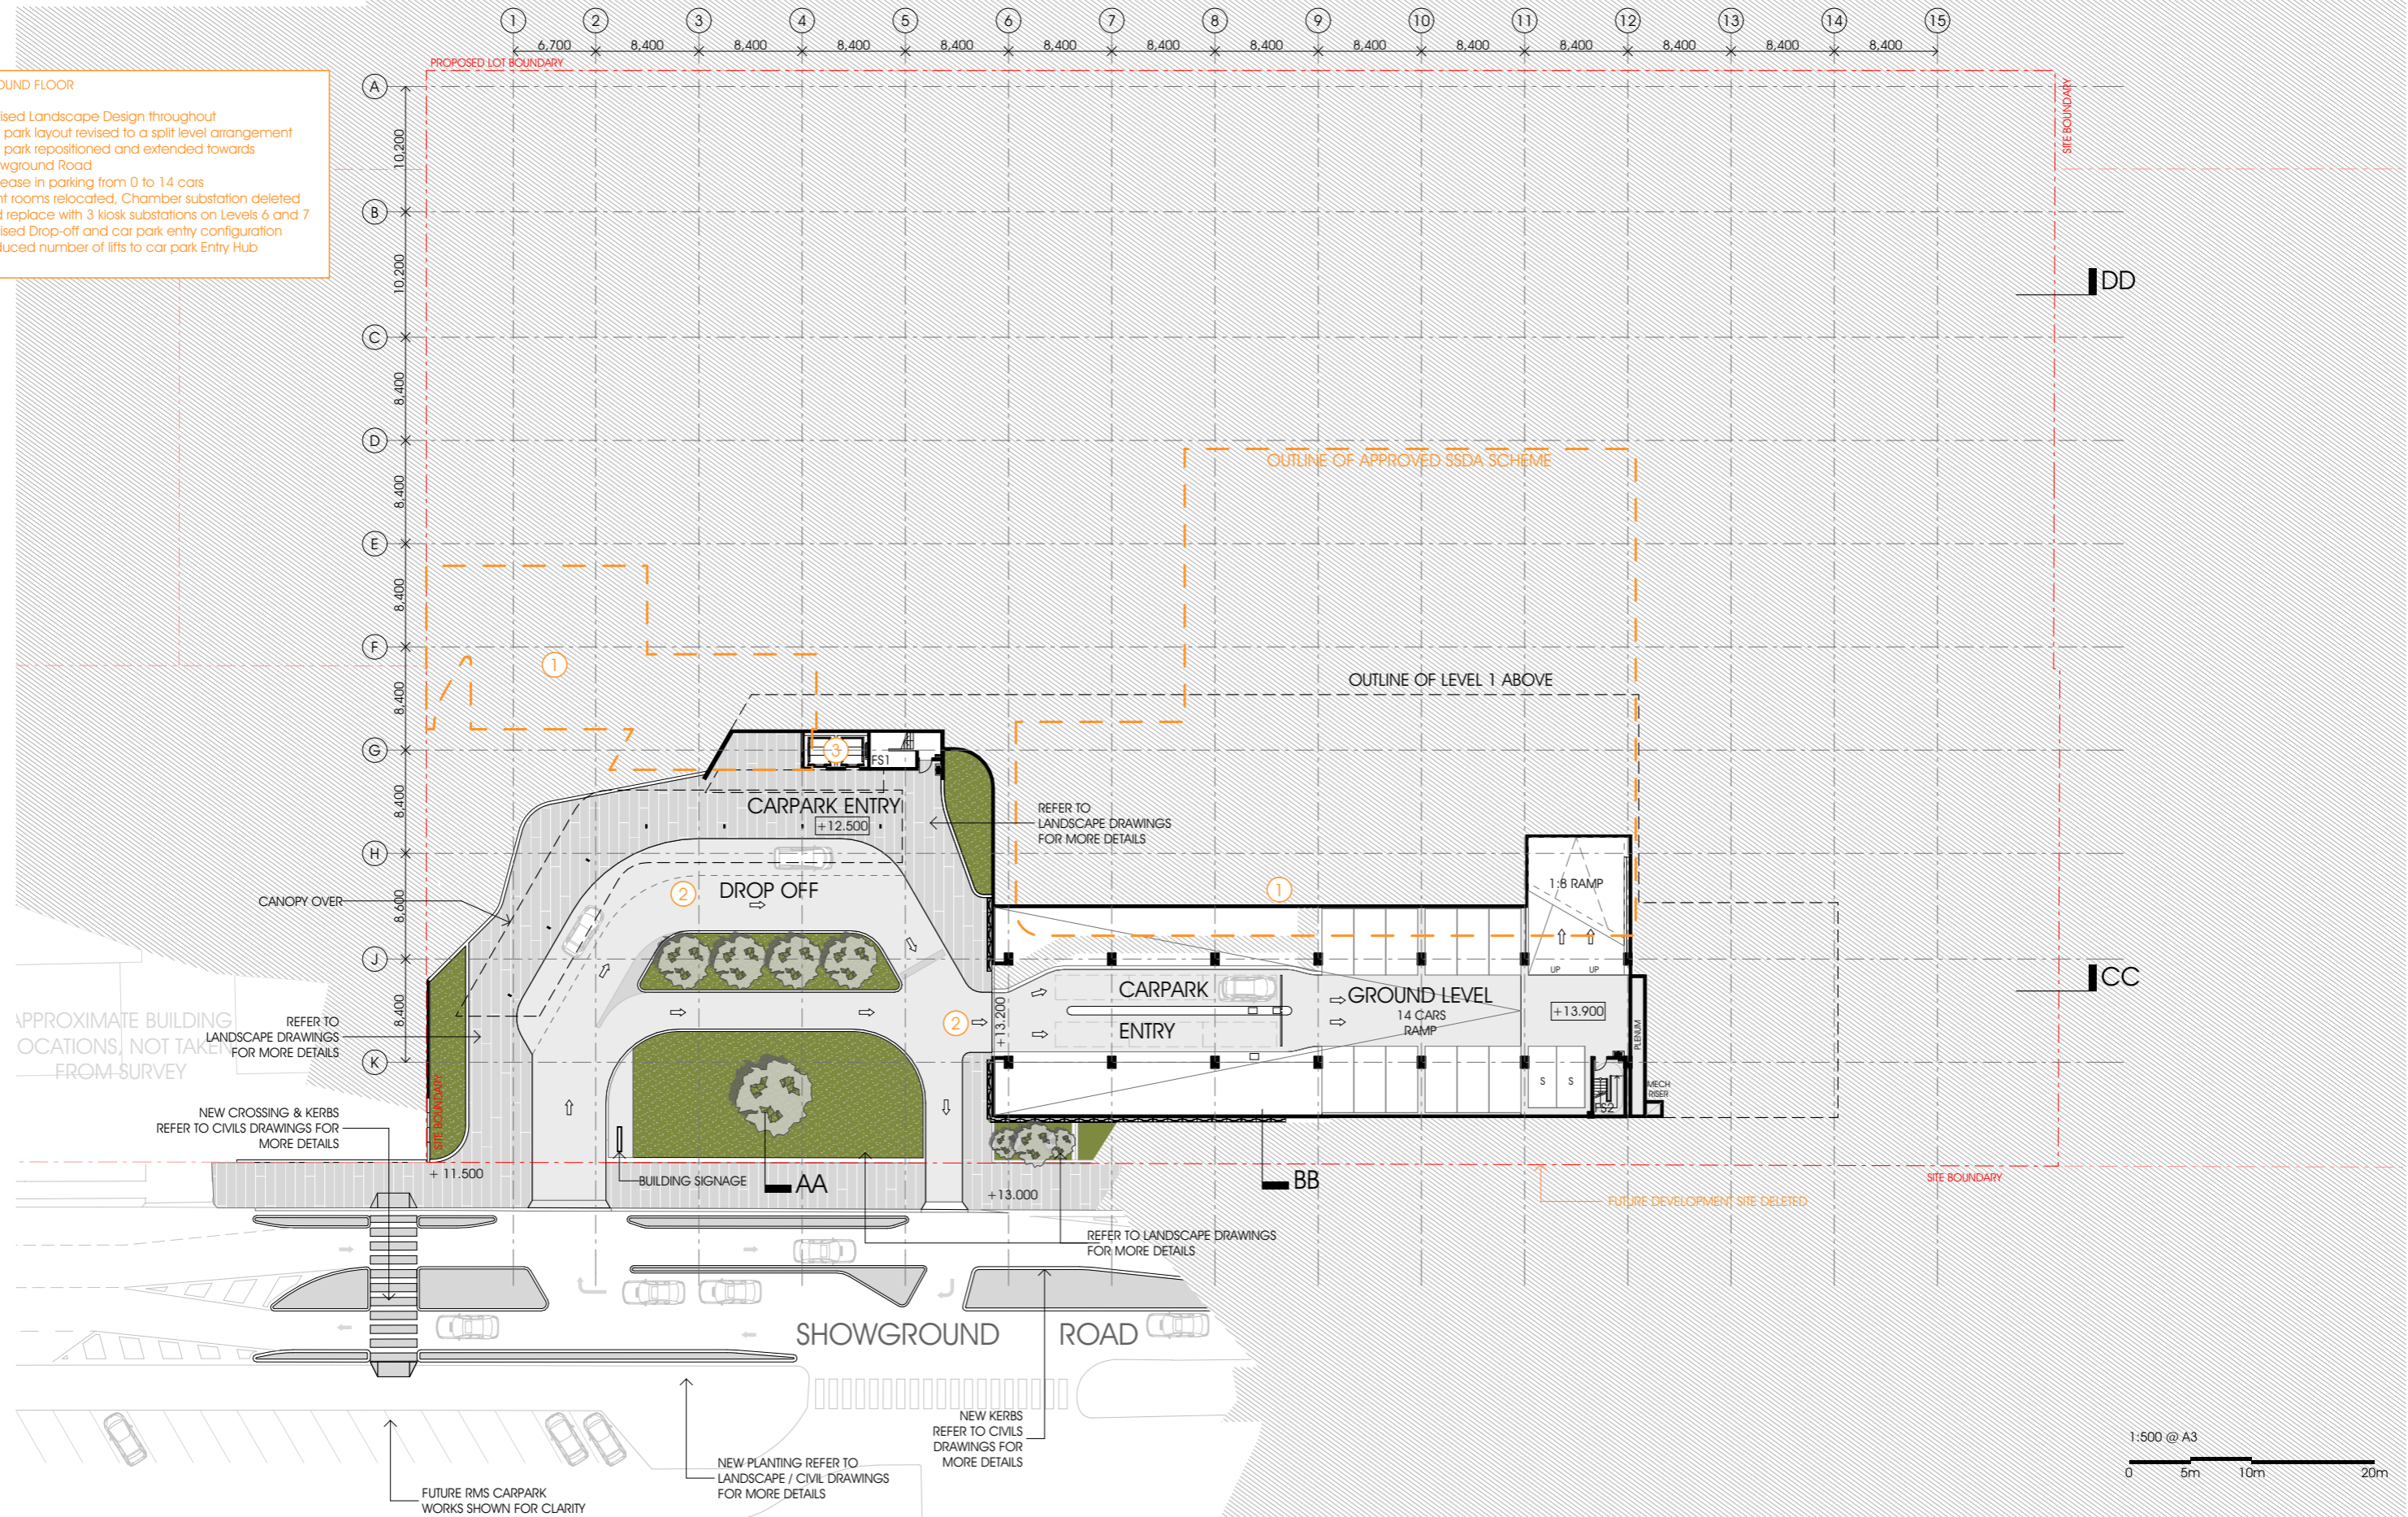 1 2 3 4 5 6 7 8 9 10 11 12 13 14 15
6,700 8,400 8,400 8,400 8,400 8,400 8,400 8,400 8,400 8,400 8,400 8,400 8,400 8,400
PROPOSED LOT BOUNDARY
OUND FLOOR
ised Landscape Design throughout
park layout revised to a split level arrangement
park repositioned and extended towards
wground Road
ease in parking from 0 to 14 cars
nt rooms relocated, Chamber substation deleted
d replace with 3 kiosk substations on Levels 6 and 7
ised Drop-off and car park entry configuration
duced number of lifts to car park Entry Hub
A
10,200
B
10,200
C
8,400
D
8,400
E
8,400
F
8,400
G
8,400
H
8,600
J
8,400
K
SITE BOUNDARY
DD
OUTLINE OF APPROVED SSDA SCHEME
1
OUTLINE OF LEVEL 1 ABOVE
3
FS1
CARPARK ENTRY
+12.500
REFER TO
LANDSCAPE DRAWINGS
FOR MORE DETAILS
CANOPY OVER
2
DROP OFF
1
1:8 RAMP
UP UP
CARPARK
ENTRY
2
+13.200
GROUND LEVEL
14 CARS
RAMP
+13.900
PLENUM
CC
APPROXIMATE BUILDING
OCATIONS, NOT TAKEN
FROM SURVEY
REFER TO
LANDSCAPE DRAWINGS
FOR MORE DETAILS
S S
FS2
MECH
RISER
SITE BOUNDARY
NEW CROSSING & KERBS
REFER TO CIVILS DRAWINGS FOR
MORE DETAILS
+ 11.500
BUILDING SIGNAGE
AA
+13.000
BB
SITE BOUNDARY
FUTURE DEVELOPMENT SITE DELETED
REFER TO LANDSCAPE DRAWINGS
FOR MORE DETAILS
SHOWGROUND ROAD
NEW KERBS
REFER TO CIVILS
DRAWINGS FOR
MORE DETAILS
NEW PLANTING REFER TO
LANDSCAPE / CIVIL DRAWINGS
FOR MORE DETAILS
FUTURE RMS CARPARK
WORKS SHOWN FOR CLARITY
1:500 @ A3
0 5m 10m 20m